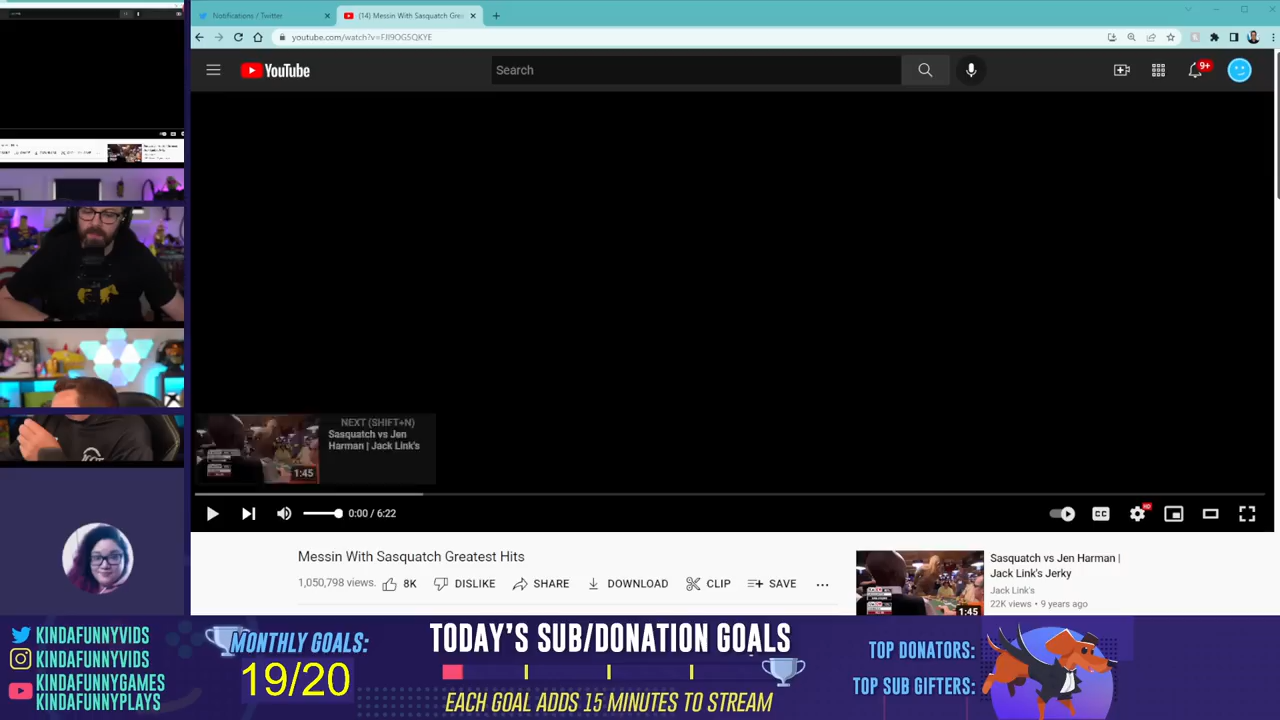 Notifications / Twitter
(14) Messin With Sasquatch Grea
youtube.com/watch?v=FJI9OG5QKYE
YouTube
Search
9+
NEXT (SHIFT+N)
Sasquatch vs Jen
Harman | Jack Link's
1:45
0:00 / 6:22
CC
HD
Messin With Sasquatch Greatest Hits
1,050,798 views.
8K
DISLIKE
SHARE
DOWNLOAD
CLIP
SAVE
Sasquatch vs Jen Harman |
Jack Link's Jerky
Jack Link's
22K views • 9 years ago
1:45
KINDAFUNNYVIDS
KINDAFUNNYVIDS
KINDAFUNNYGAMES
KINDAFUNNYPLAYS
MONTHLY GOALS:
19/20
TODAY'S SUB/DONATION GOALS
EACH GOAL ADDS 15 MINUTES TO STREAM
TOP DONATORS:
TOP SUB GIFTERS: